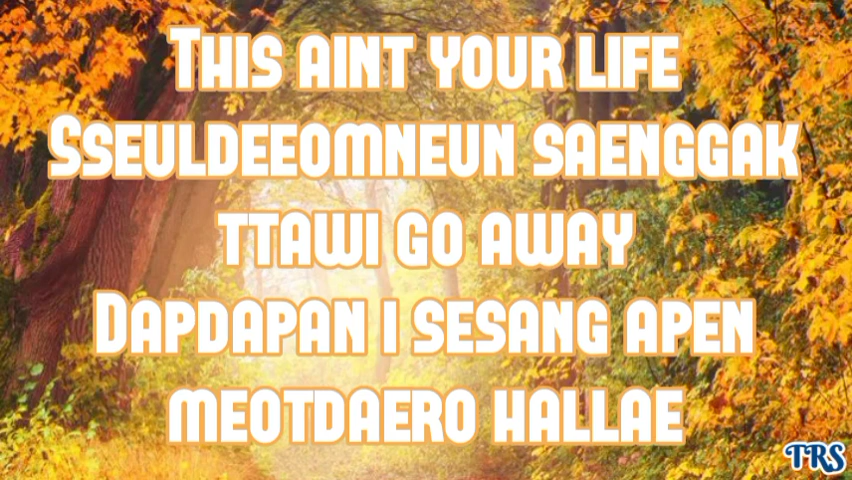 This aint your life
Sseuldeeomneun saenggak
ttawi go away
Dapdapan i sesang apen
meotdaero hallae
TRS